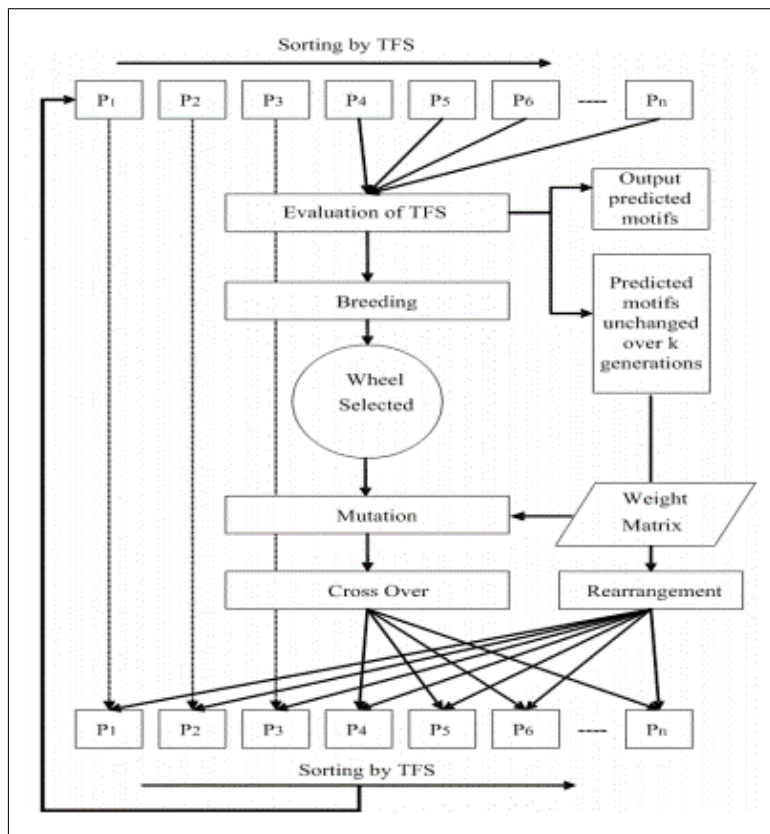 Sorting by TFS
P1 P2 P3 P4 P5 P6 ---- Pn
Evaluation of TFS
Output
predicted
motifs
Breeding
Predicted
motifs
unchanged
over k
generations
Wheel
Selected
Mutation
Weight
Matrix
Cross Over
Rearrangement
P1 P2 P3 P4 P5 P6 ---- Pn
Sorting by TFS